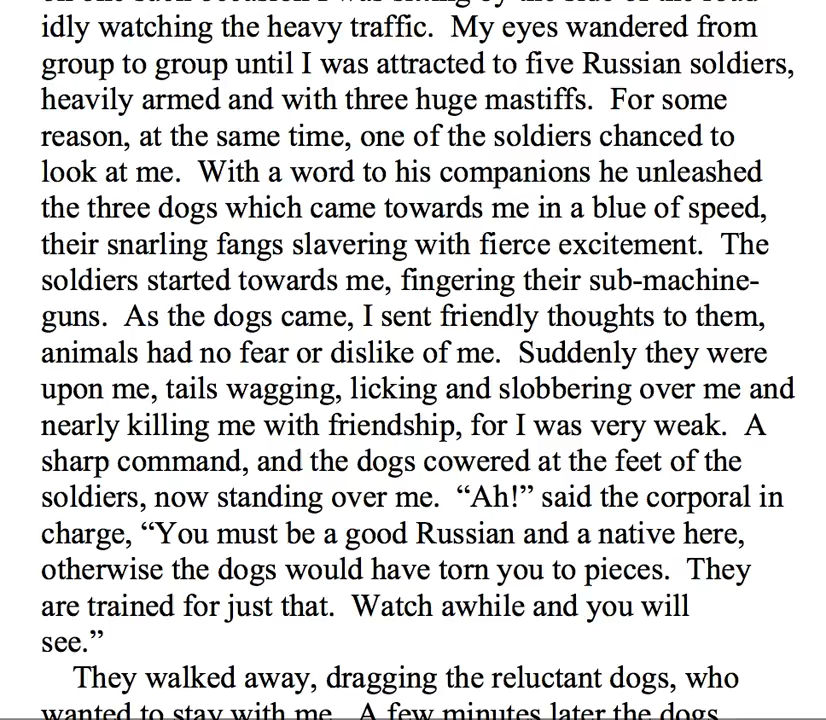 idly watching the heavy traffic.  My eyes wandered from
group to group until I was attracted to five Russian soldiers,
heavily armed and with three huge mastiffs.  For some
reason, at the same time, one of the soldiers chanced to
look at me.  With a word to his companions he unleashed
the three dogs which came towards me in a blue of speed,
their snarling fangs slavering with fierce excitement.  The
soldiers started towards me, fingering their sub-machine-
guns.  As the dogs came, I sent friendly thoughts to them,
animals had no fear or dislike of me.  Suddenly they were
upon me, tails wagging, licking and slobbering over me and
nearly killing me with friendship, for I was very weak.  A
sharp command, and the dogs cowered at the feet of the
soldiers, now standing over me.  “Ah!” said the corporal in
charge, “You must be a good Russian and a native here,
otherwise the dogs would have torn you to pieces.  They
are trained for just that.  Watch awhile and you will
see.”
They walked away, dragging the reluctant dogs, who
wanted to stay with me.  A few minutes later the dogs